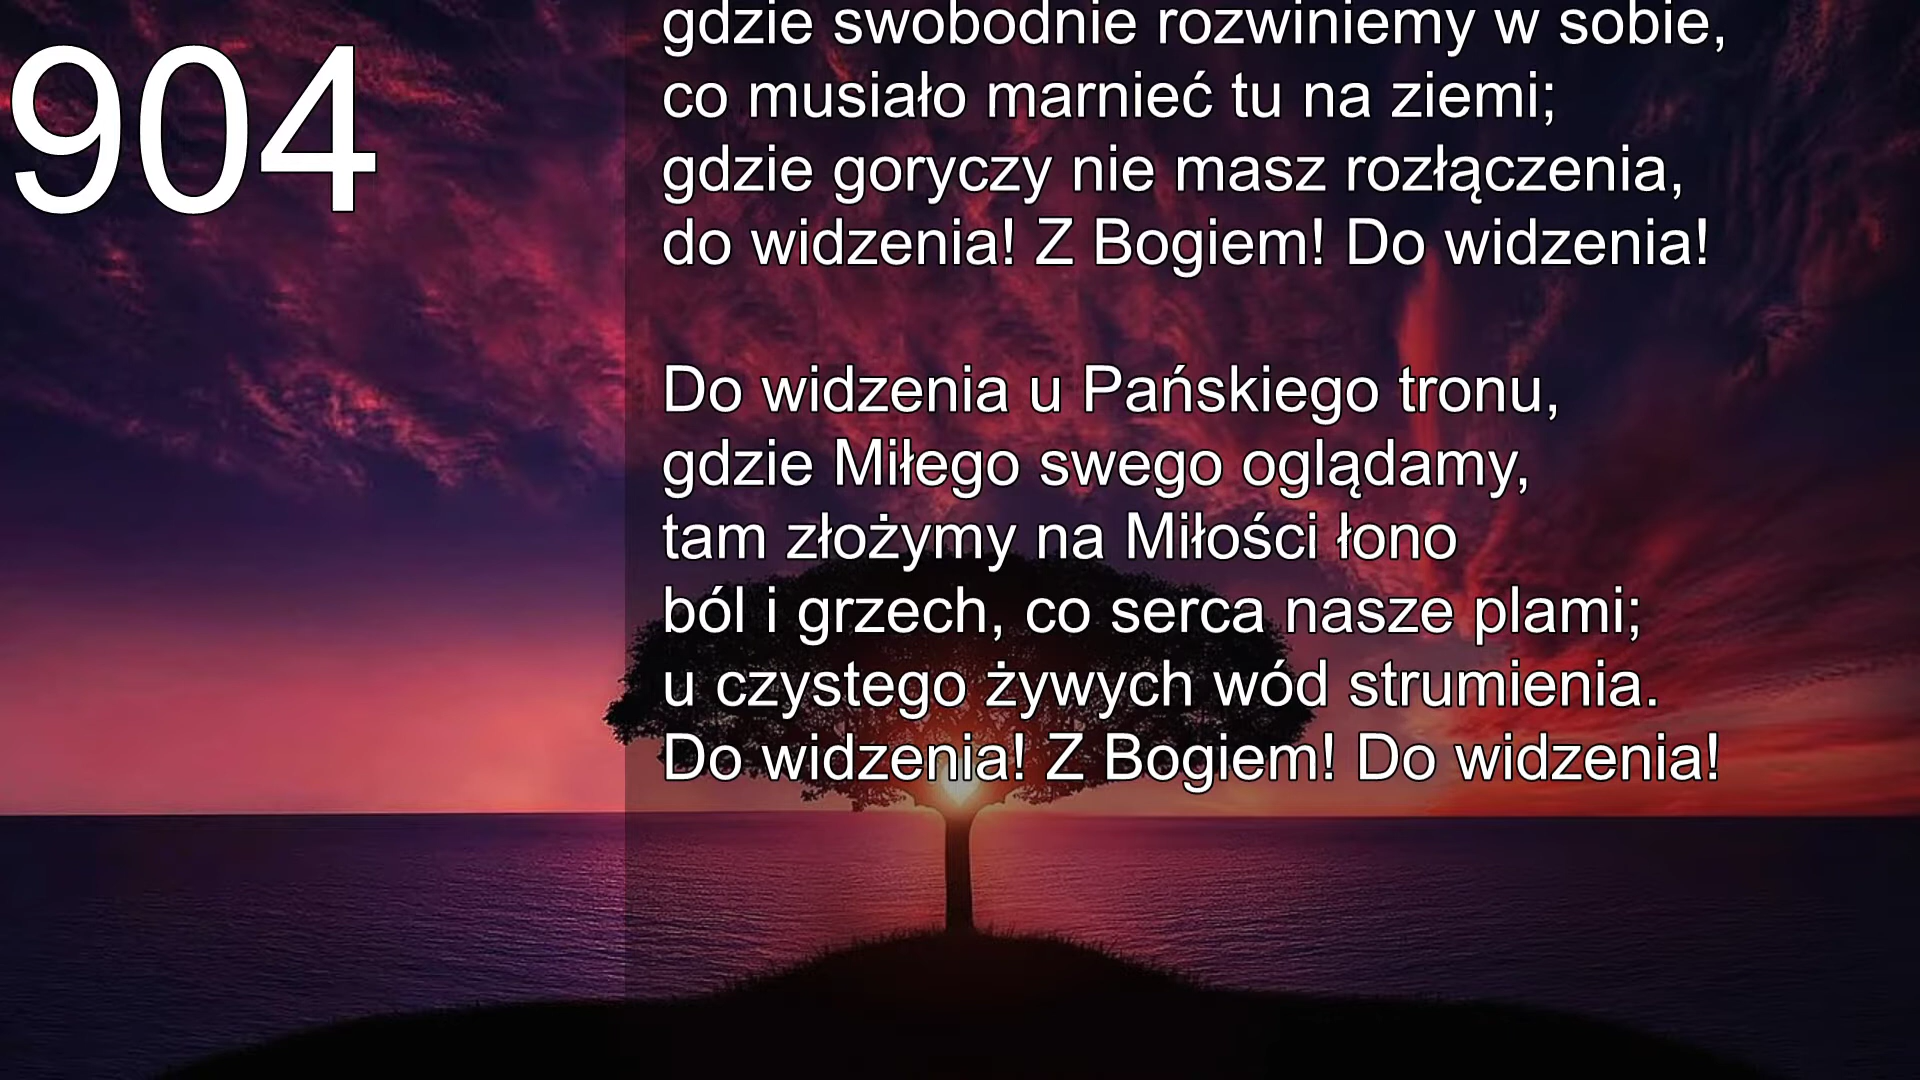 904
gdzie swobodnie rozwiniemy w sobie,
co musiało marnieć tu na ziemi;
gdzie goryczy nie masz rozłączenia,
do widzenia! Z Bogiem! Do widzenia!
Do widzenia u Pańskiego tronu,
gdzie Miłego swego oglądamy,
tam złożymy na Miłości łono
ból i grzech, co serca nasze plami;
u czystego żywych wód strumienia.
Do widzenia! Z Bogiem! Do widzenia!